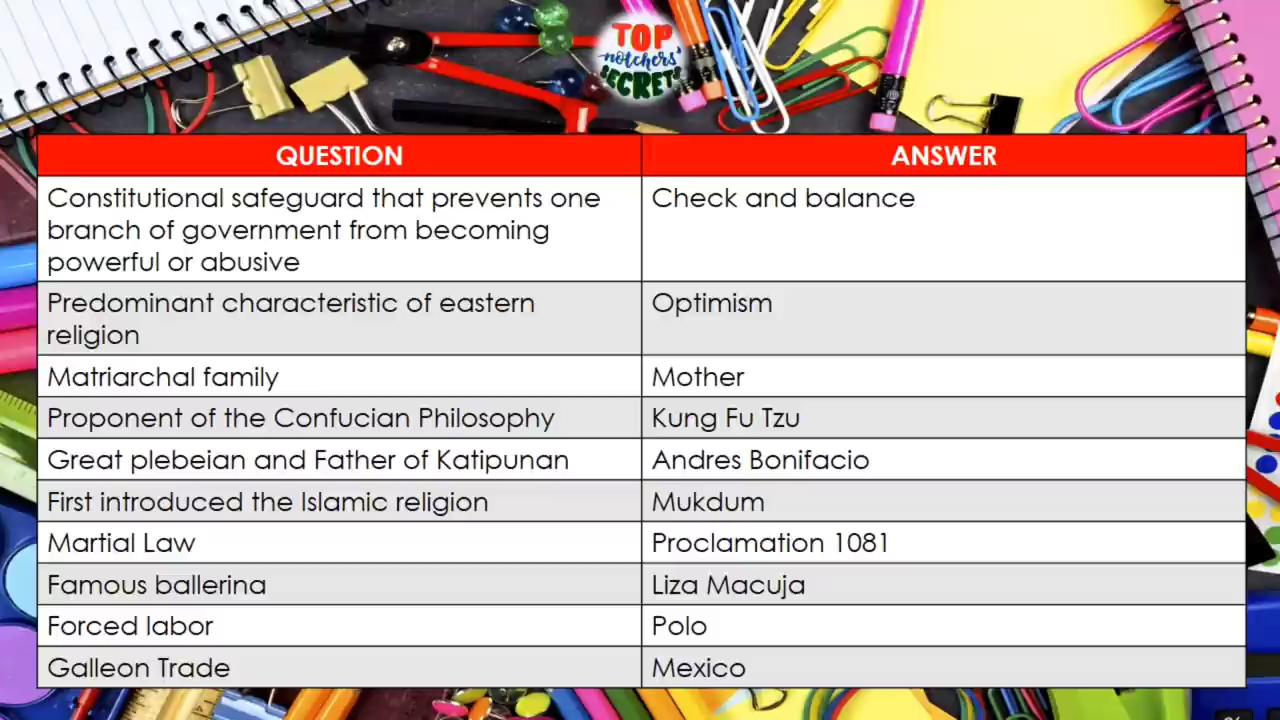 TOP
notchers'
SECRETS
QUESTION
ANSWER
Constitutional safeguard that prevents one
branch of government from becoming
powerful or abusive
Check and balance
Predominant characteristic of eastern
religion
Optimism
Matriarchal family
Mother
Proponent of the Confucian Philosophy
Kung Fu Tzu
Great plebeian and Father of Katipunan
Andres Bonifacio
First introduced the Islamic religion
Mukdum
Martial Law
Proclamation 1081
Famous ballerina
Liza Macuja
Forced labor
Polo
Galleon Trade
Mexico